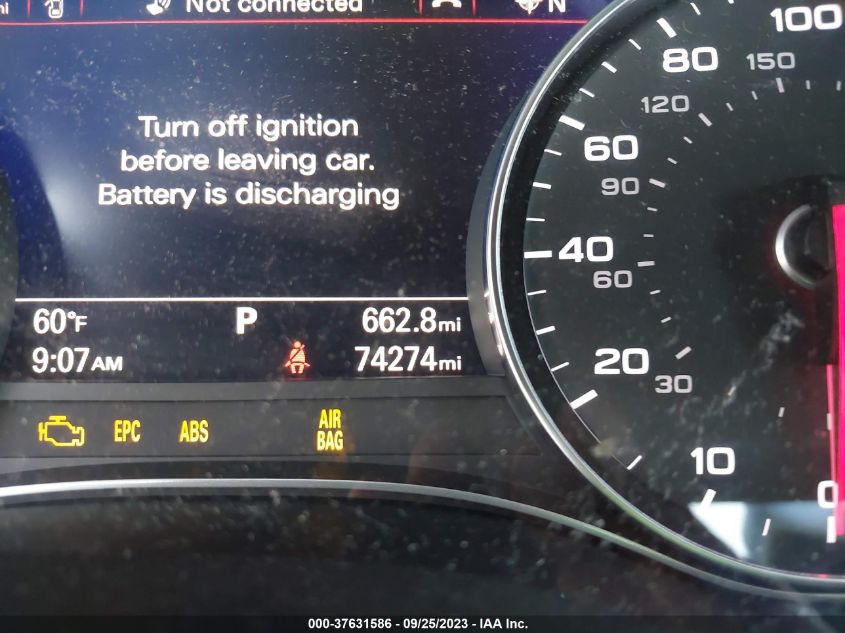 mi Not connected N
Turn off ignition
before leaving car.
Battery is discharging
60°F P 662.8mi
9:07AM 74274mi
EPC ABS AIR BAG
100
80
150
120
60
90
40
60
20
30
10
0
000-37631586 - 09/25/2023 - IAA Inc.